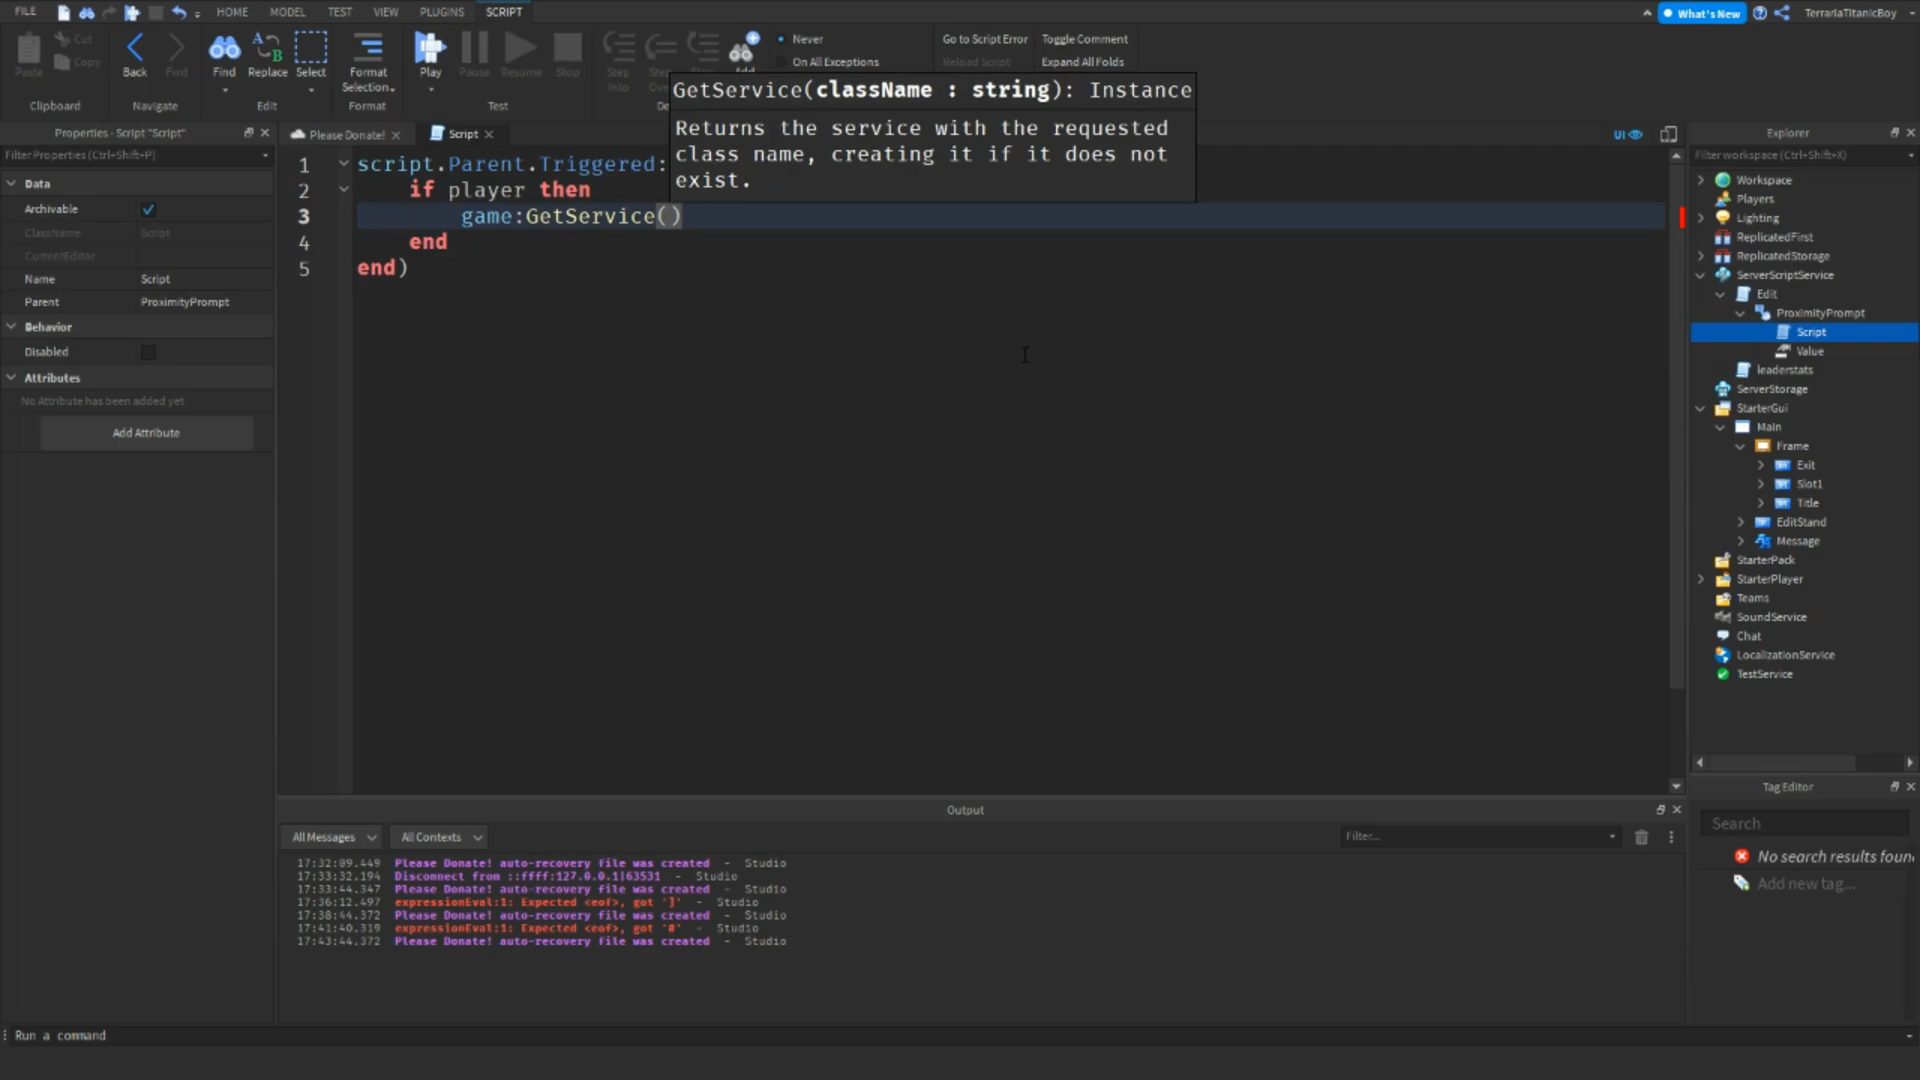 FILE HOME MODEL TEST VIEW PLUGINS SCRIPT What's New TerrariaTitanicBoy
Paste Cut Copy Back Fwd Find Replace Select Format Selection Play Pause Resume Stop Step Into
Never Go to Script Error Toggle Comment
On All Exceptions Reload Script Expand All Folds
Clipboard Navigate Edit Format Test
GetService(className : string): Instance
Returns the service with the requested
class name, creating it if it does not
exist.
Properties - Script "Script"
Filter Properties (Ctrl+Shift+P)
Data
Archivable
ClassName Script
CurrentEditor
Name Script
Parent ProximityPrompt
Behavior
Disabled
Attributes
No Attribute has been added yet
Add Attribute
Please Donate! Script UI
1 script.Parent.Triggered:
2 if player then
3 game:GetService()
4 end
5 end)
Explorer
Filter workspace (Ctrl+Shift+X)
Workspace
Players
Lighting
ReplicatedFirst
ReplicatedStorage
ServerScriptService
Edit
ProximityPrompt
Script
Value
leaderstats
ServerStorage
StarterGui
Main
Frame
Exit
Slot1
Title
EditStand
Message
StarterPack
StarterPlayer
Teams
SoundService
Chat
LocalizationService
TestService
Tag Editor
Search
No search results foun
Add new tag...
Output
All Messages All Contexts Filter...
17:32:09.449 Please Donate! auto-recovery file was created - Studio
17:33:32.194 Disconnect from ::ffff:127.0.0.1|63531 - Studio
17:33:44.347 Please Donate! auto-recovery file was created - Studio
17:36:12.497 expressionEval:1: Expected <eof>, got ']' - Studio
17:38:44.372 Please Donate! auto-recovery file was created - Studio
17:41:40.319 expressionEval:1: Expected <eof>, got '#' - Studio
17:43:44.372 Please Donate! auto-recovery file was created - Studio
Run a command